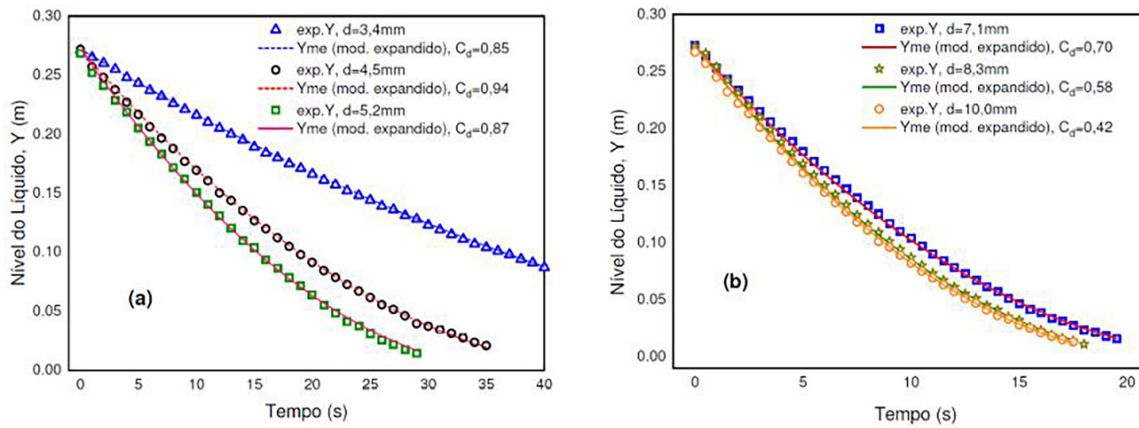 0.30
0.25
0.20
0.15
0.10
0.05
0.00
Nível do Líquido, Y (m)
exp.Y, d=3,4mm
Yme (mod. expandido), Cd=0,85
exp.Y, d=4,5mm
Yme (mod. expandido), Cd=0,94
exp.Y, d=5,2mm
Yme (mod. expandido), Cd=0,87
(a)
0 5 10 15 20 25 30 35 40
Tempo (s)
0.30
0.25
0.20
0.15
0.10
0.05
0.00
Nível do Líquido, Y (m)
exp.Y, d=7,1mm
Yme (mod. expandido), Cd=0,70
exp.Y, d=8,3mm
Yme (mod. expandido), Cd=0,58
exp.Y, d=10,0mm
Yme (mod. expandido), Cd=0,42
(b)
0 5 10 15 20
Tempo (s)